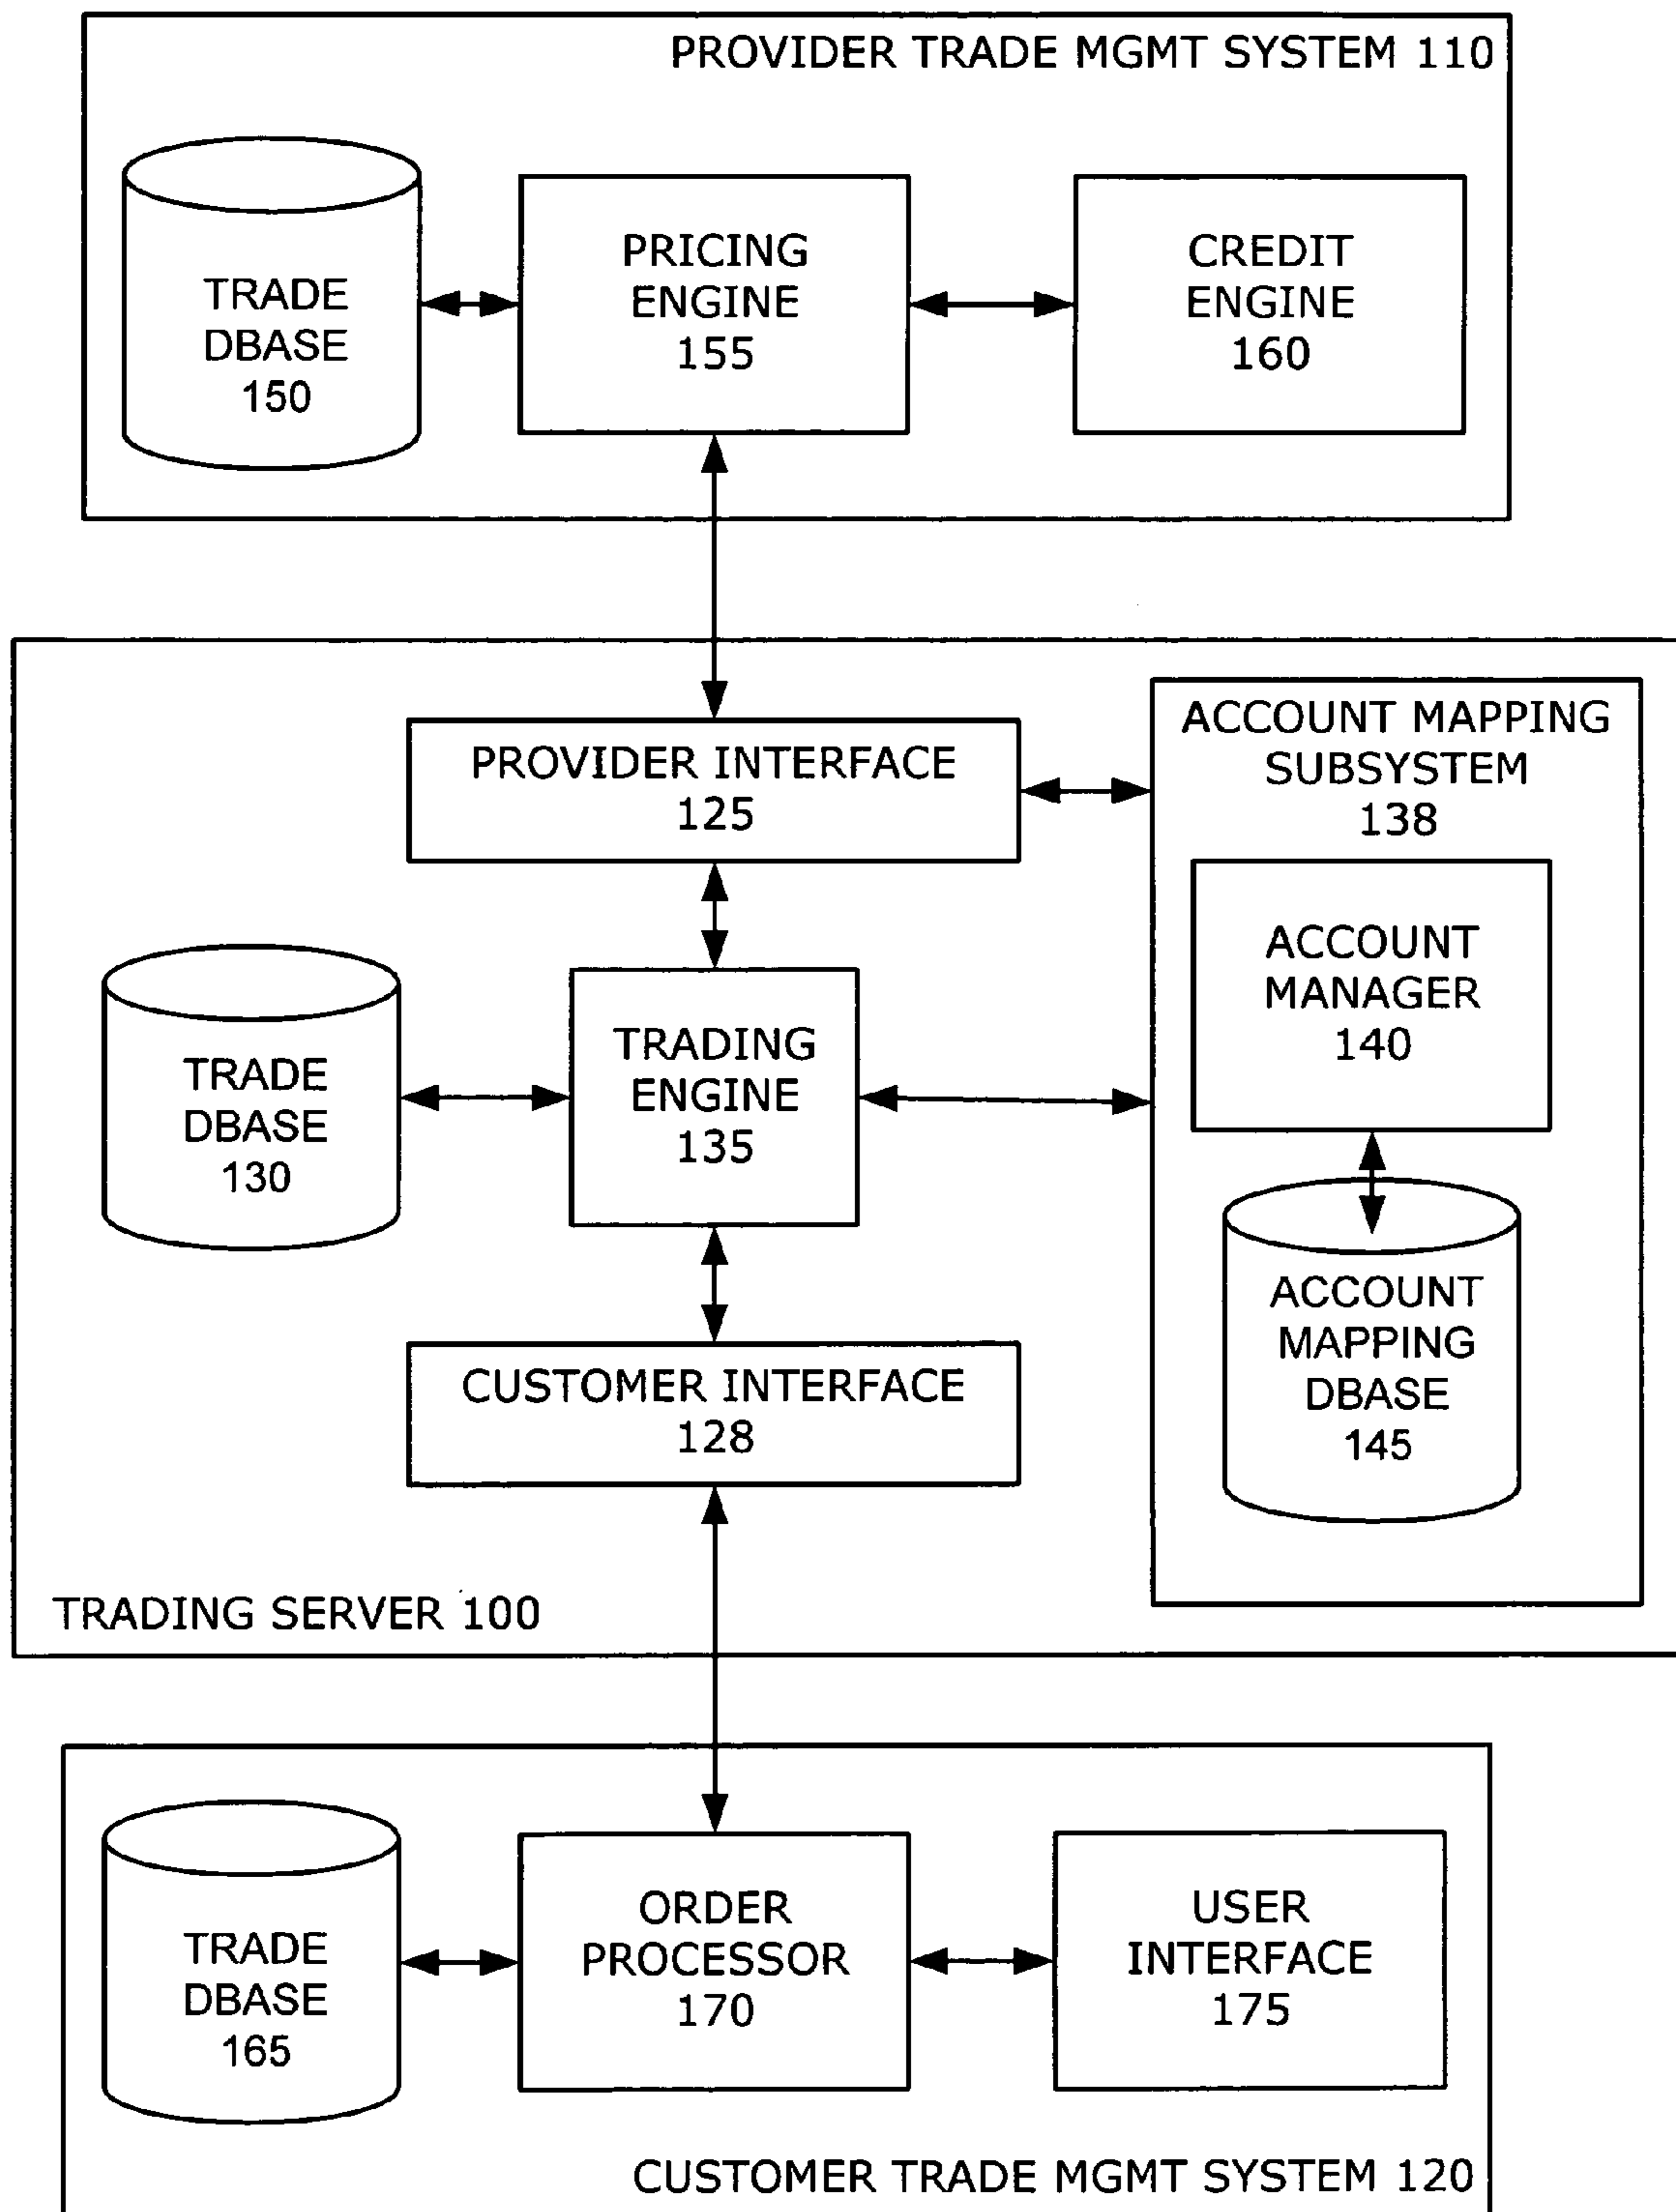 PROVIDER TRADE MGMT SYSTEM 110
TRADE
DBASE
150
PRICING
ENGINE
155
CREDIT
ENGINE
160
PROVIDER INTERFACE
125
ACCOUNT MAPPING
SUBSYSTEM
138
ACCOUNT
MANAGER
140
TRADE
DBASE
130
TRADING
ENGINE
135
ACCOUNT
MAPPING
DBASE
145
CUSTOMER INTERFACE
128
TRADING SERVER 100
TRADE
DBASE
165
ORDER
PROCESSOR
170
USER
INTERFACE
175
CUSTOMER TRADE MGMT SYSTEM 120